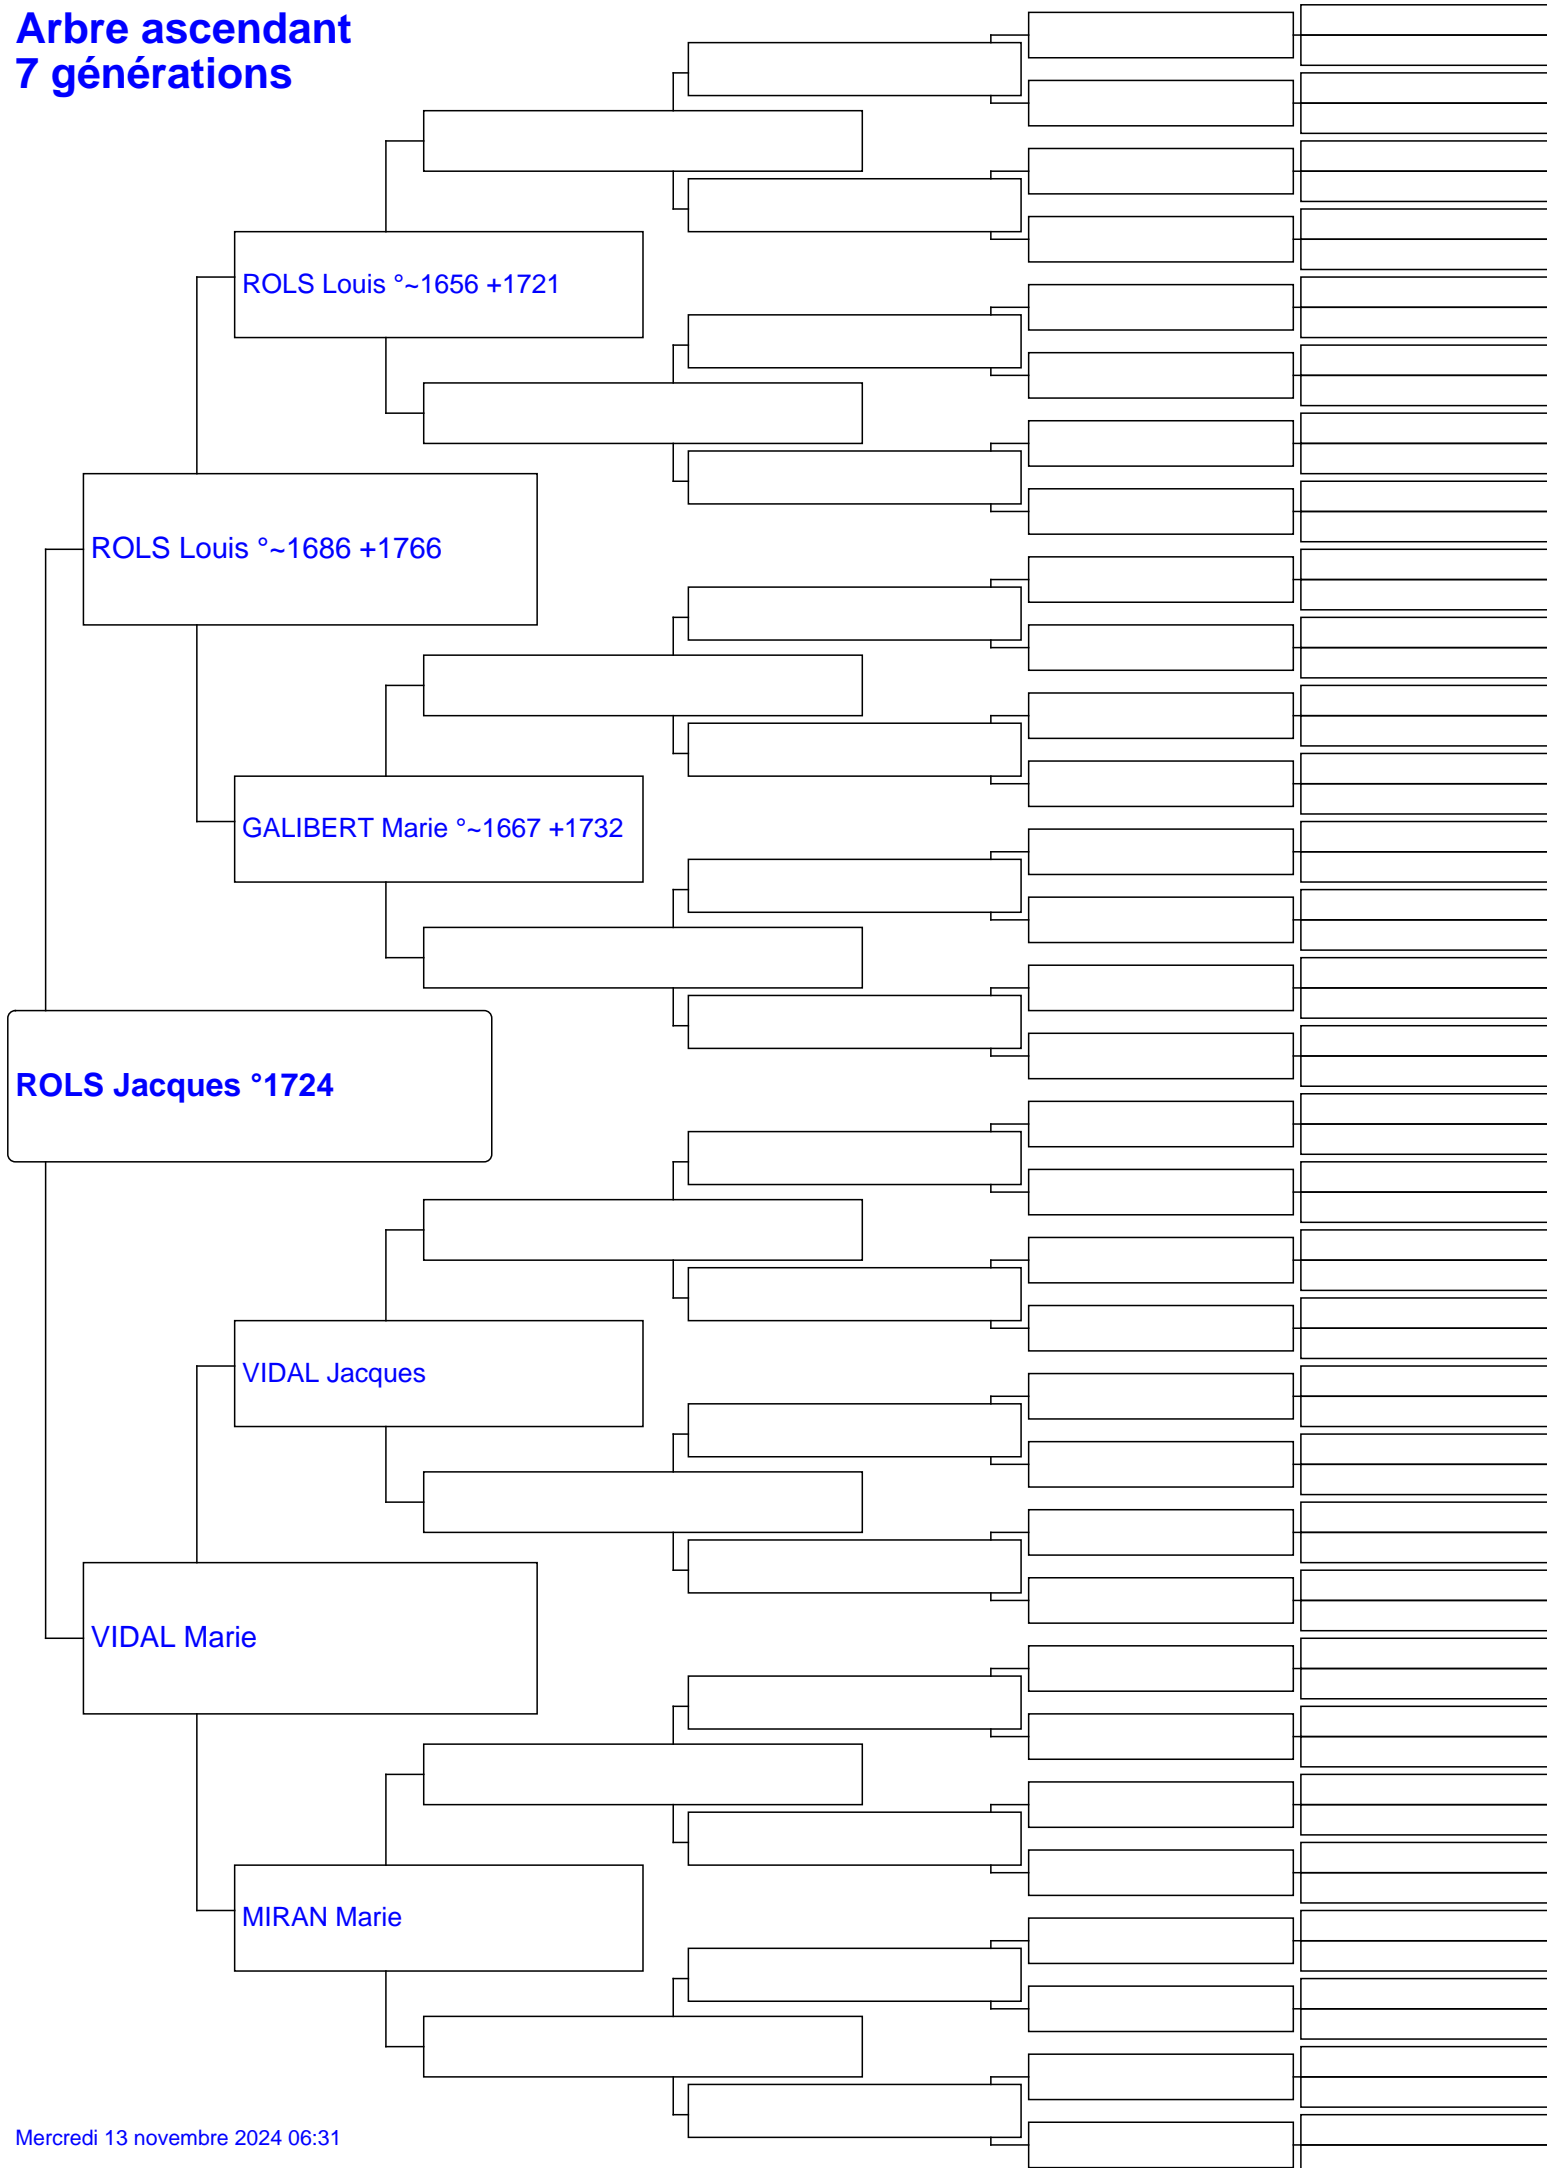 Arbre ascendant
7 générations
ROLS Louis °~1656 +1721
ROLS Louis °~1686 +1766
GALIBERT Marie °~1667 +1732
ROLS Jacques °1724
VIDAL Jacques
VIDAL Marie
MIRAN Marie
Mercredi 13 novembre 2024 06:31